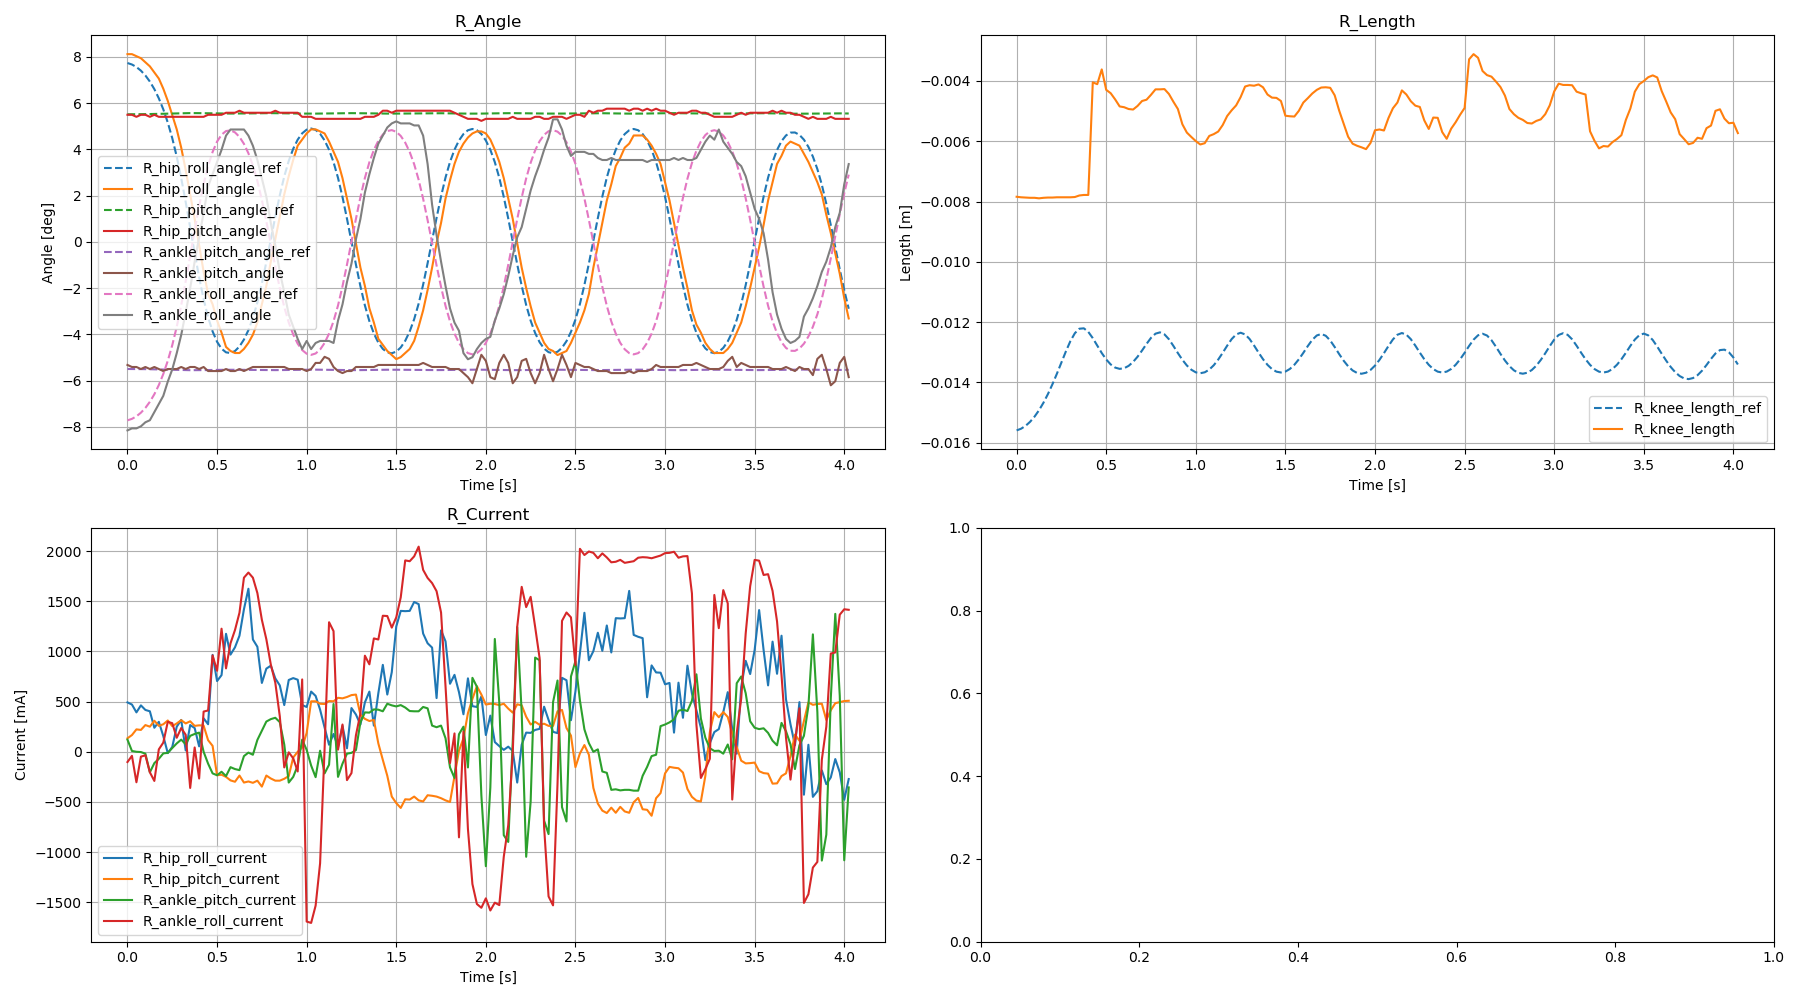 R_Angle
8
6
4
2
0
−2
−4
−6
−8
Angle [deg]
R_hip_roll_angle_ref
R_hip_roll_angle
R_hip_pitch_angle_ref
R_hip_pitch_angle
R_ankle_pitch_angle_ref
R_ankle_pitch_angle
R_ankle_roll_angle_ref
R_ankle_roll_angle
0.0 0.5 1.0 1.5 2.0 2.5 3.0 3.5 4.0
Time [s]
R_Length
−0.004
−0.006
−0.008
−0.010
−0.012
−0.014
−0.016
Length [m]
R_knee_length_ref
R_knee_length
0.0 0.5 1.0 1.5 2.0 2.5 3.0 3.5 4.0
Time [s]
R_Current
2000
1500
1000
500
0
−500
−1000
−1500
Current [mA]
R_hip_roll_current
R_hip_pitch_current
R_ankle_pitch_current
R_ankle_roll_current
0.0 0.5 1.0 1.5 2.0 2.5 3.0 3.5 4.0
Time [s]
1.0
0.8
0.6
0.4
0.2
0.0
0.0 0.2 0.4 0.6 0.8 1.0